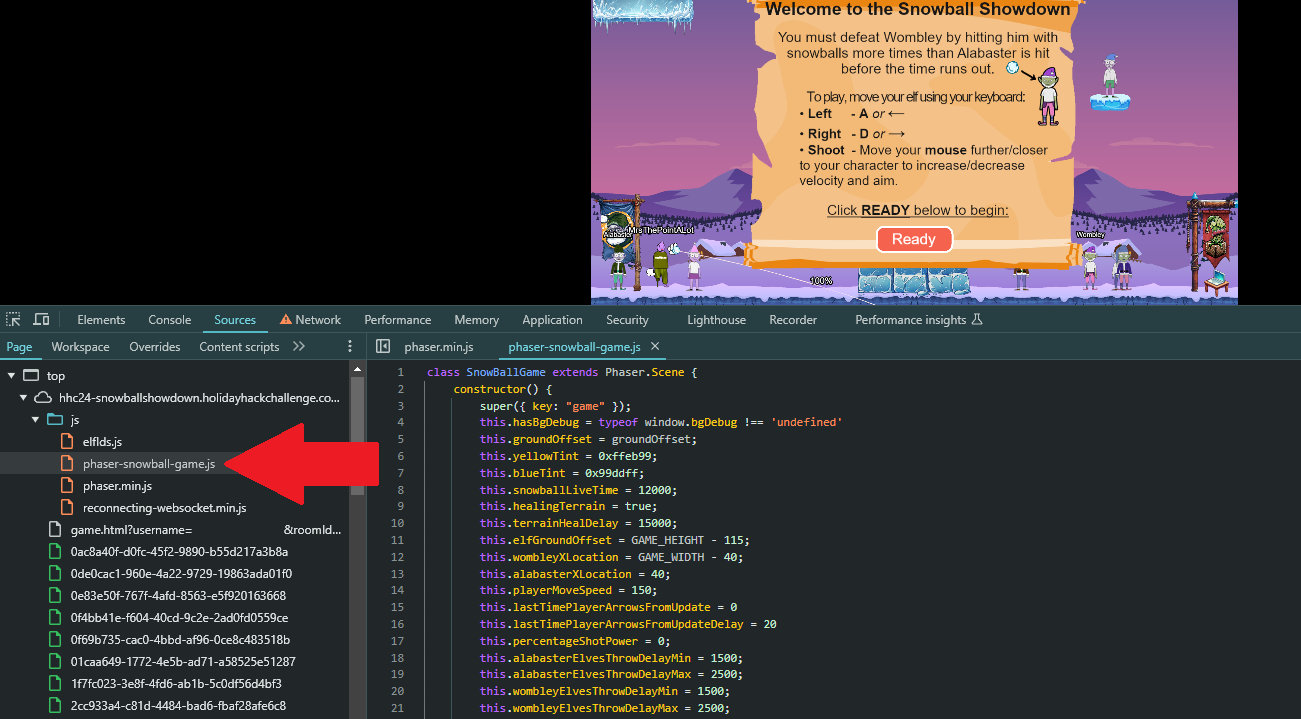 Welcome to the Snowball Showdown
You must defeat Wombley by hitting him with
snowballs more times than Alabaster is hit
before the time runs out.
To play, move your elf using your keyboard:
• Left - A or ←
• Right - D or →
• Shoot - Move your mouse further/closer
to your character to increase/decrease
velocity and aim.
Click READY below to begin:
Ready
Alabaster
MrsThePointALot
Wombley
100%
Elements Console Sources Network Performance Memory Application Security Lighthouse Recorder Performance insights
Page Workspace Overrides Content scripts
phaser.min.js phaser-snowball-game.js
top
hhc24-snowballshowdown.holidayhackchallenge.co...
js
elfIds.js
phaser-snowball-game.js
phaser.min.js
reconnecting-websocket.min.js
game.html?username= &roomId...
0ac8a40f-d0fc-45f2-9890-b55d217a3b8a
0de0cac1-960e-4a22-9729-19863ada01f0
0e83e50f-767f-4afd-8563-e5f920163668
0f4bb41e-f604-40cd-9c2e-2ad0fd0559ce
0f69b735-cac0-4bbd-af96-0ce8c483518b
01caa649-1772-4e5b-ad71-a58525e51287
1f7fc023-3e8f-4fd6-ab1b-5c0df56d4bf3
2cc933a4-c81d-4484-bad6-fbaf28afe6c8
1 class SnowBallGame extends Phaser.Scene {
2 constructor() {
3 super({ key: "game" });
4 this.hasBgDebug = typeof window.bgDebug !== 'undefined'
5 this.groundOffset = groundOffset;
6 this.yellowTint = 0xffeb99;
7 this.blueTint = 0x99ddff;
8 this.snowballLiveTime = 12000;
9 this.healingTerrain = true;
10 this.terrainHealDelay = 15000;
11 this.elfGroundOffset = GAME_HEIGHT - 115;
12 this.wombleyXLocation = GAME_WIDTH - 40;
13 this.alabasterXLocation = 40;
14 this.playerMoveSpeed = 150;
15 this.lastTimePlayerArrowsFromUpdate = 0
16 this.lastTimePlayerArrowsFromUpdateDelay = 20
17 this.percentageShotPower = 0;
18 this.alabasterElvesThrowDelayMin = 1500;
19 this.alabasterElvesThrowDelayMax = 2500;
20 this.wombleyElvesThrowDelayMin = 1500;
21 this.wombleyElvesThrowDelayMax = 2500;